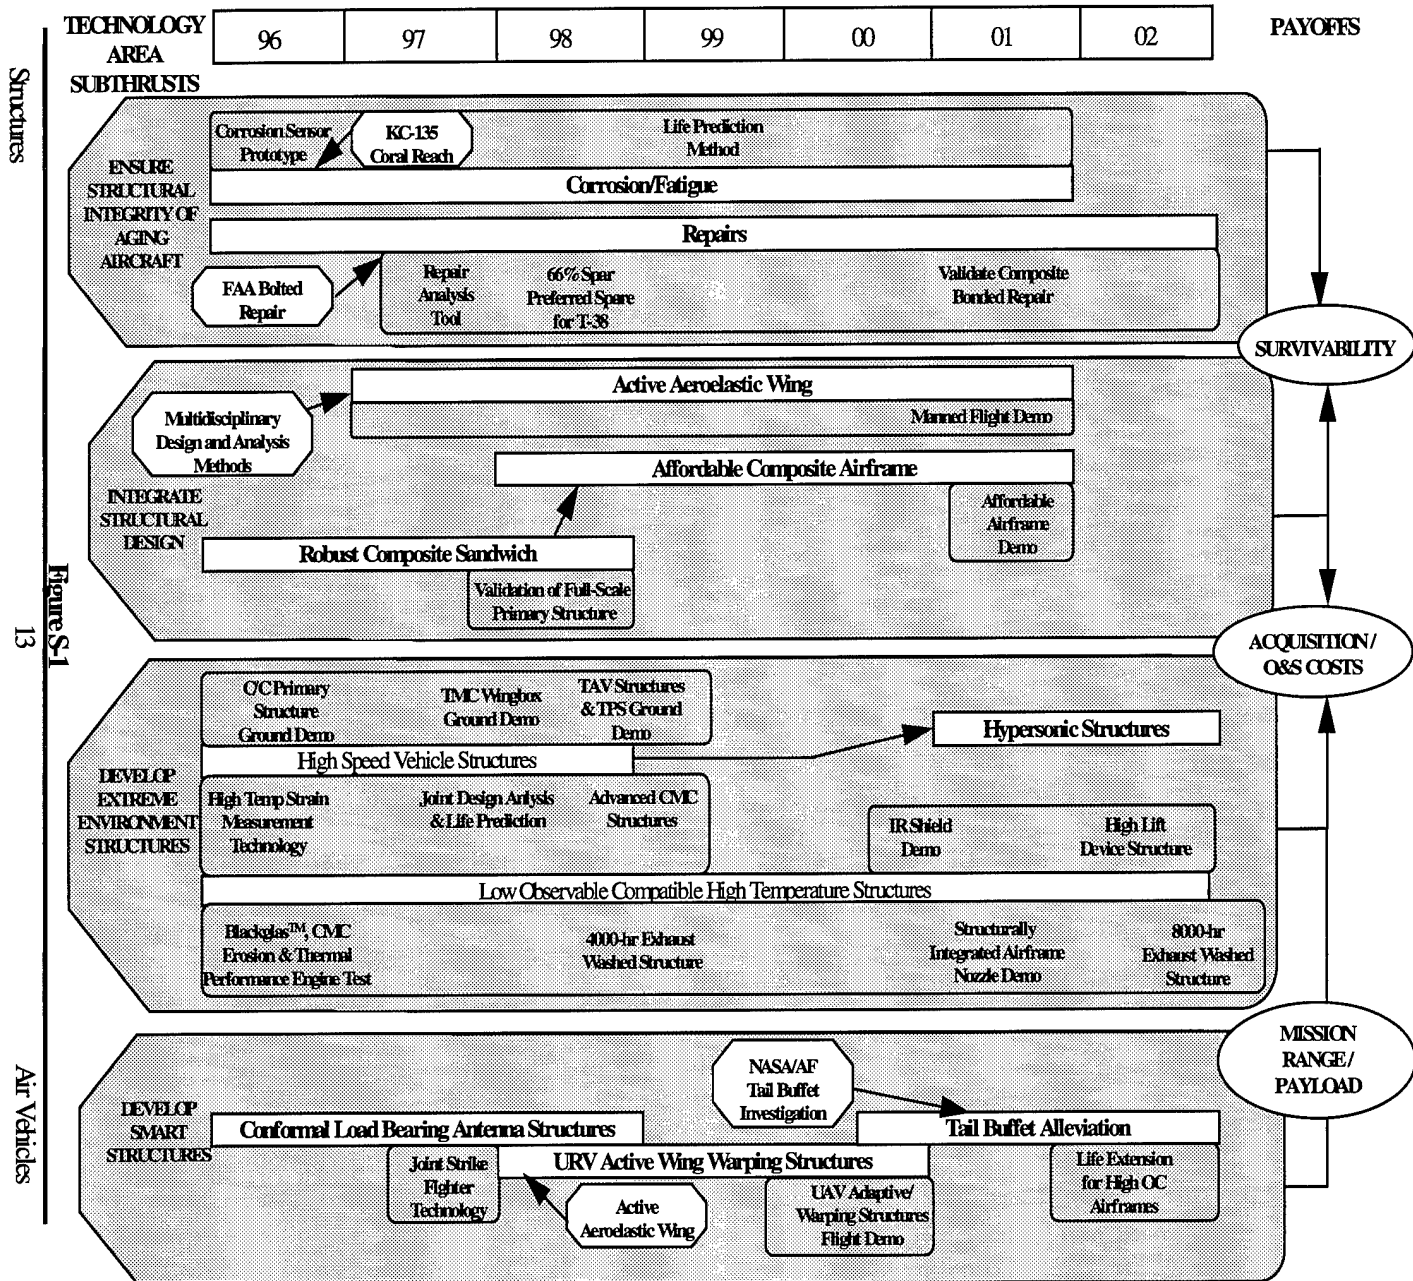 TECHNOLOGY
AREA
SUBTHRUSTS
96
97
98
99
00
01
02
PAYOFFS
Structures
Figure S-1
13
Air Vehicles
ENSURE
STRUCTURAL
INTEGRITY OF
AGING
AIRCRAFT
Corrosion Sensor
Prototype
KC-135
Coral Reach
Life Prediction
Method
Corrosion/Fatigue
Repairs
FAA Bolted
Repair
Repair
Analysis
Tool
66% Spar
Preferred Spare
for T-38
Validate Composite
Bonded Repair
SURVIVABILITY
INTEGRATE
STRUCTURAL
DESIGN
Multidisciplinary
Design and Analysis
Methods
Active Aeroelastic Wing
Manned Flight Demo
Affordable Composite Airframe
Affordable
Airframe
Demo
Robust Composite Sandwich
Validation of Full-Scale
Primary Structure
ACQUISITION /
O&S COSTS
DEVELOP
EXTREME
ENVIRONMENT
STRUCTURES
C/C Primary
Structure
Ground Demo
TMC Wingbox
Ground Demo
TAV Structures
& TPS Ground
Demo
Hypersonic Structures
High Speed Vehicle Structures
High Temp Strain
Measurement
Technology
Joint Design Anlysis
& Life Prediction
Advanced CMC
Structures
IR Shield
Demo
High Lift
Device Structure
Low Observable Compatible High Temperature Structures
Blackglas™, CMC
Erosion & Thermal
Performance Engine Test
4000-hr Exhaust
Washed Structure
Structurally
Integrated Airframe
Nozzle Demo
8000-hr
Exhaust Washed
Structure
MISSION
RANGE /
PAYLOAD
DEVELOP
SMART
STRUCTURES
NASA/AF
Tail Buffet
Investigation
Conformal Load Bearing Antenna Structures
Tail Buffet Alleviation
Joint Strike
Fighter
Technology
URV Active Wing Warping Structures
Active
Aeroelastic Wing
UAV Adaptive/
Warping Structures
Flight Demo
Life Extension
for High OC
Airframes